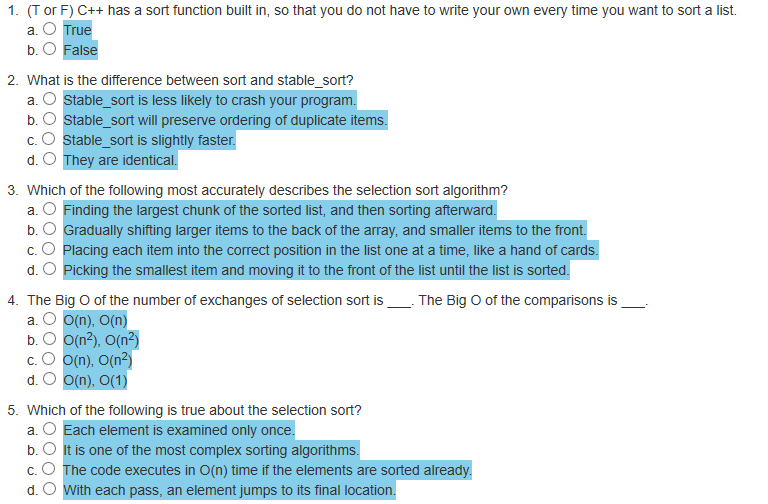 1. (T or F) C++ has a sort function built in, so that you do not have to write your own every time you want to sort a list.
a. True
b. False
2. What is the difference between sort and stable_sort?
a. Stable_sort is less likely to crash your program.
b. Stable_sort will preserve ordering of duplicate items.
c. Stable_sort is slightly faster.
d. They are identical.
3. Which of the following most accurately describes the selection sort algorithm?
a. Finding the largest chunk of the sorted list, and then sorting afterward.
b. Gradually shifting larger items to the back of the array, and smaller items to the front.
c. Placing each item into the correct position in the list one at a time, like a hand of cards.
d. Picking the smallest item and moving it to the front of the list until the list is sorted.
4. The Big O of the number of exchanges of selection sort is ___. The Big O of the comparisons is ___.
a. O(n), O(n)
b. O(n²), O(n²)
c. O(n), O(n²)
d. O(n), O(1)
5. Which of the following is true about the selection sort?
a. Each element is examined only once.
b. It is one of the most complex sorting algorithms.
c. The code executes in O(n) time if the elements are sorted already.
d. With each pass, an element jumps to its final location.